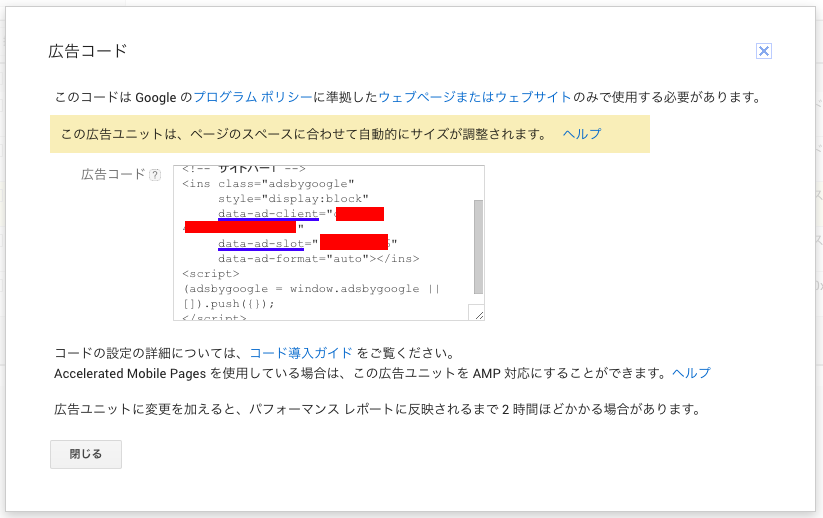 広告コード
このコードは Google のプログラム ポリシーに準拠したウェブページまたはウェブサイトのみで使用する必要があります。
この広告ユニットは、ページのスペースに合わせて自動的にサイズが調整されます。 ヘルプ
広告コード ?
<!-- サイドバー1 -->
<ins class="adsbygoogle"
style="display:block"
data-ad-client="
"
data-ad-slot="5"
data-ad-format="auto"></ins>
<script>
(adsbygoogle = window.adsbygoogle ||
[]).push({});
</script>
コードの設定の詳細については、コード導入ガイド をご覧ください。
Accelerated Mobile Pages を使用している場合は、この広告ユニットを AMP 対応にすることができます。ヘルプ
広告ユニットに変更を加えると、パフォーマンス レポートに反映されるまで 2 時間ほどかかる場合があります。
閉じる